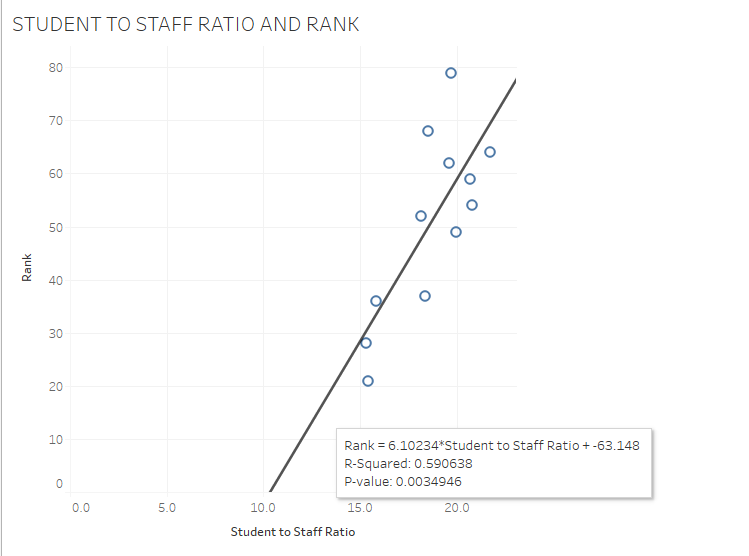 STUDENT TO STAFF RATIO AND RANK
80
70
60
50
40
30
20
10
0
Rank
Rank = 6.10234*Student to Staff Ratio + -63.148
R-Squared: 0.590638
P-value: 0.0034946
0.0 5.0 10.0 15.0 20.0
Student to Staff Ratio